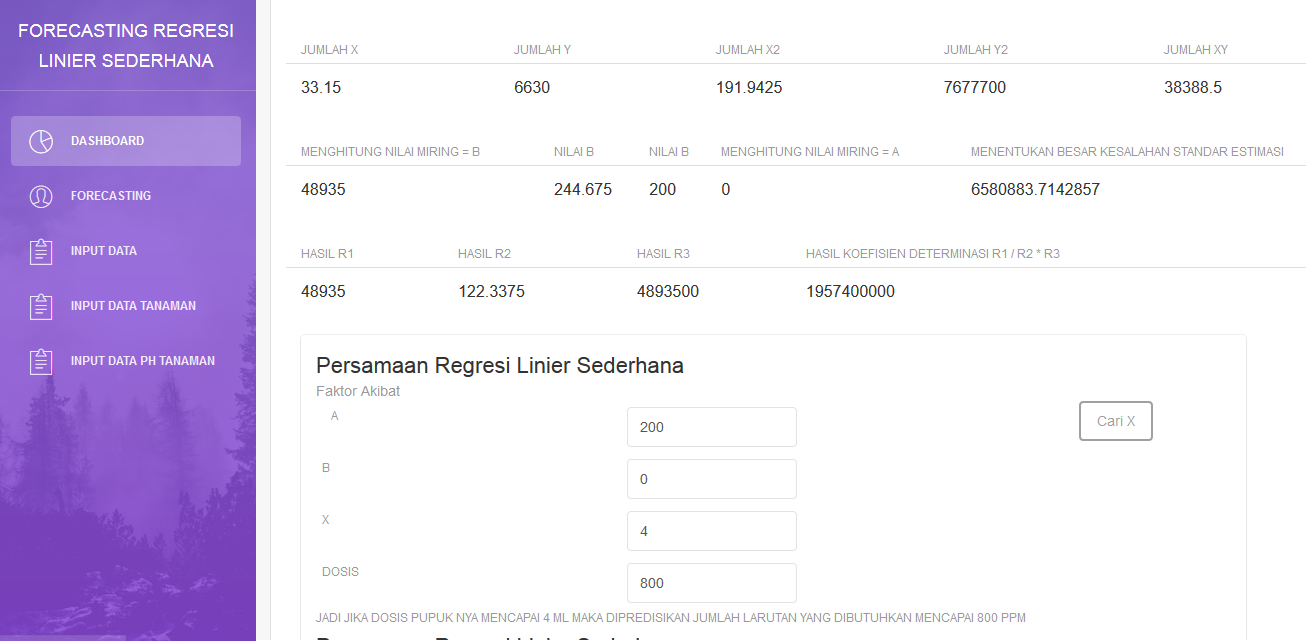 FORECASTING REGRESI
LINIER SEDERHANA
DASHBOARD
FORECASTING
INPUT DATA
INPUT DATA TANAMAN
INPUT DATA PH TANAMAN
JUMLAH X JUMLAH Y JUMLAH X2 JUMLAH Y2 JUMLAH XY
33.15 6630 191.9425 7677700 38388.5
MENGHITUNG NILAI MIRING = B NILAI B NILAI B MENGHITUNG NILAI MIRING = A MENENTUKAN BESAR KESALAHAN STANDAR ESTIMASI
48935 244.675 200 0 6580883.7142857
HASIL R1 HASIL R2 HASIL R3 HASIL KOEFISIEN DETERMINASI R1 / R2 * R3
48935 122.3375 4893500 1957400000
Persamaan Regresi Linier Sederhana
Faktor Akibat
A 200 Cari X
B 0
X 4
DOSIS 800
JADI JIKA DOSIS PUPUK NYA MENCAPAI 4 ML MAKA DIPREDISIKAN JUMLAH LARUTAN YANG DIBUTUHKAN MENCAPAI 800 PPM